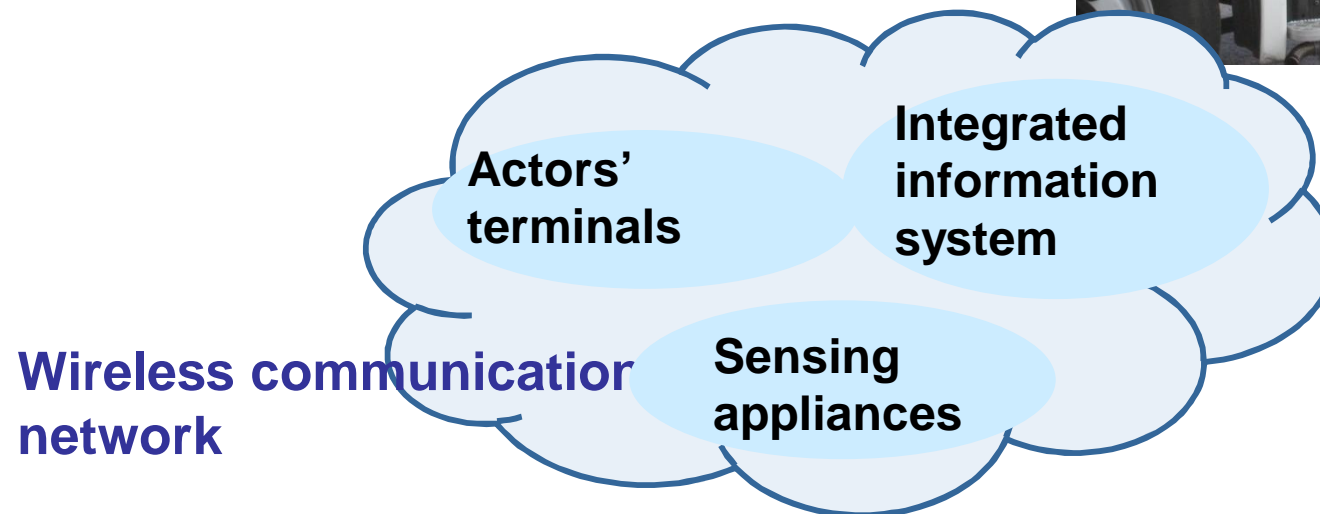 Integrated
information
system
Actors’
terminals
Sensing
appliances
Wireless communication
network